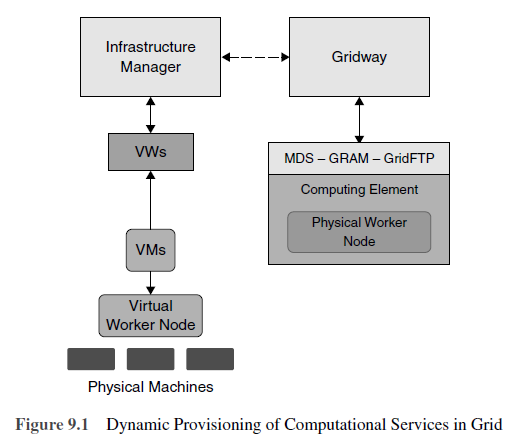 Infrastructure
Manager
Gridway
VWs
MDS – GRAM – GridFTP
Computing Element
Physical Worker
Node
VMs
Virtual
Worker Node
Physical Machines
Figure 9.1 Dynamic Provisioning of Computational Services in Grid